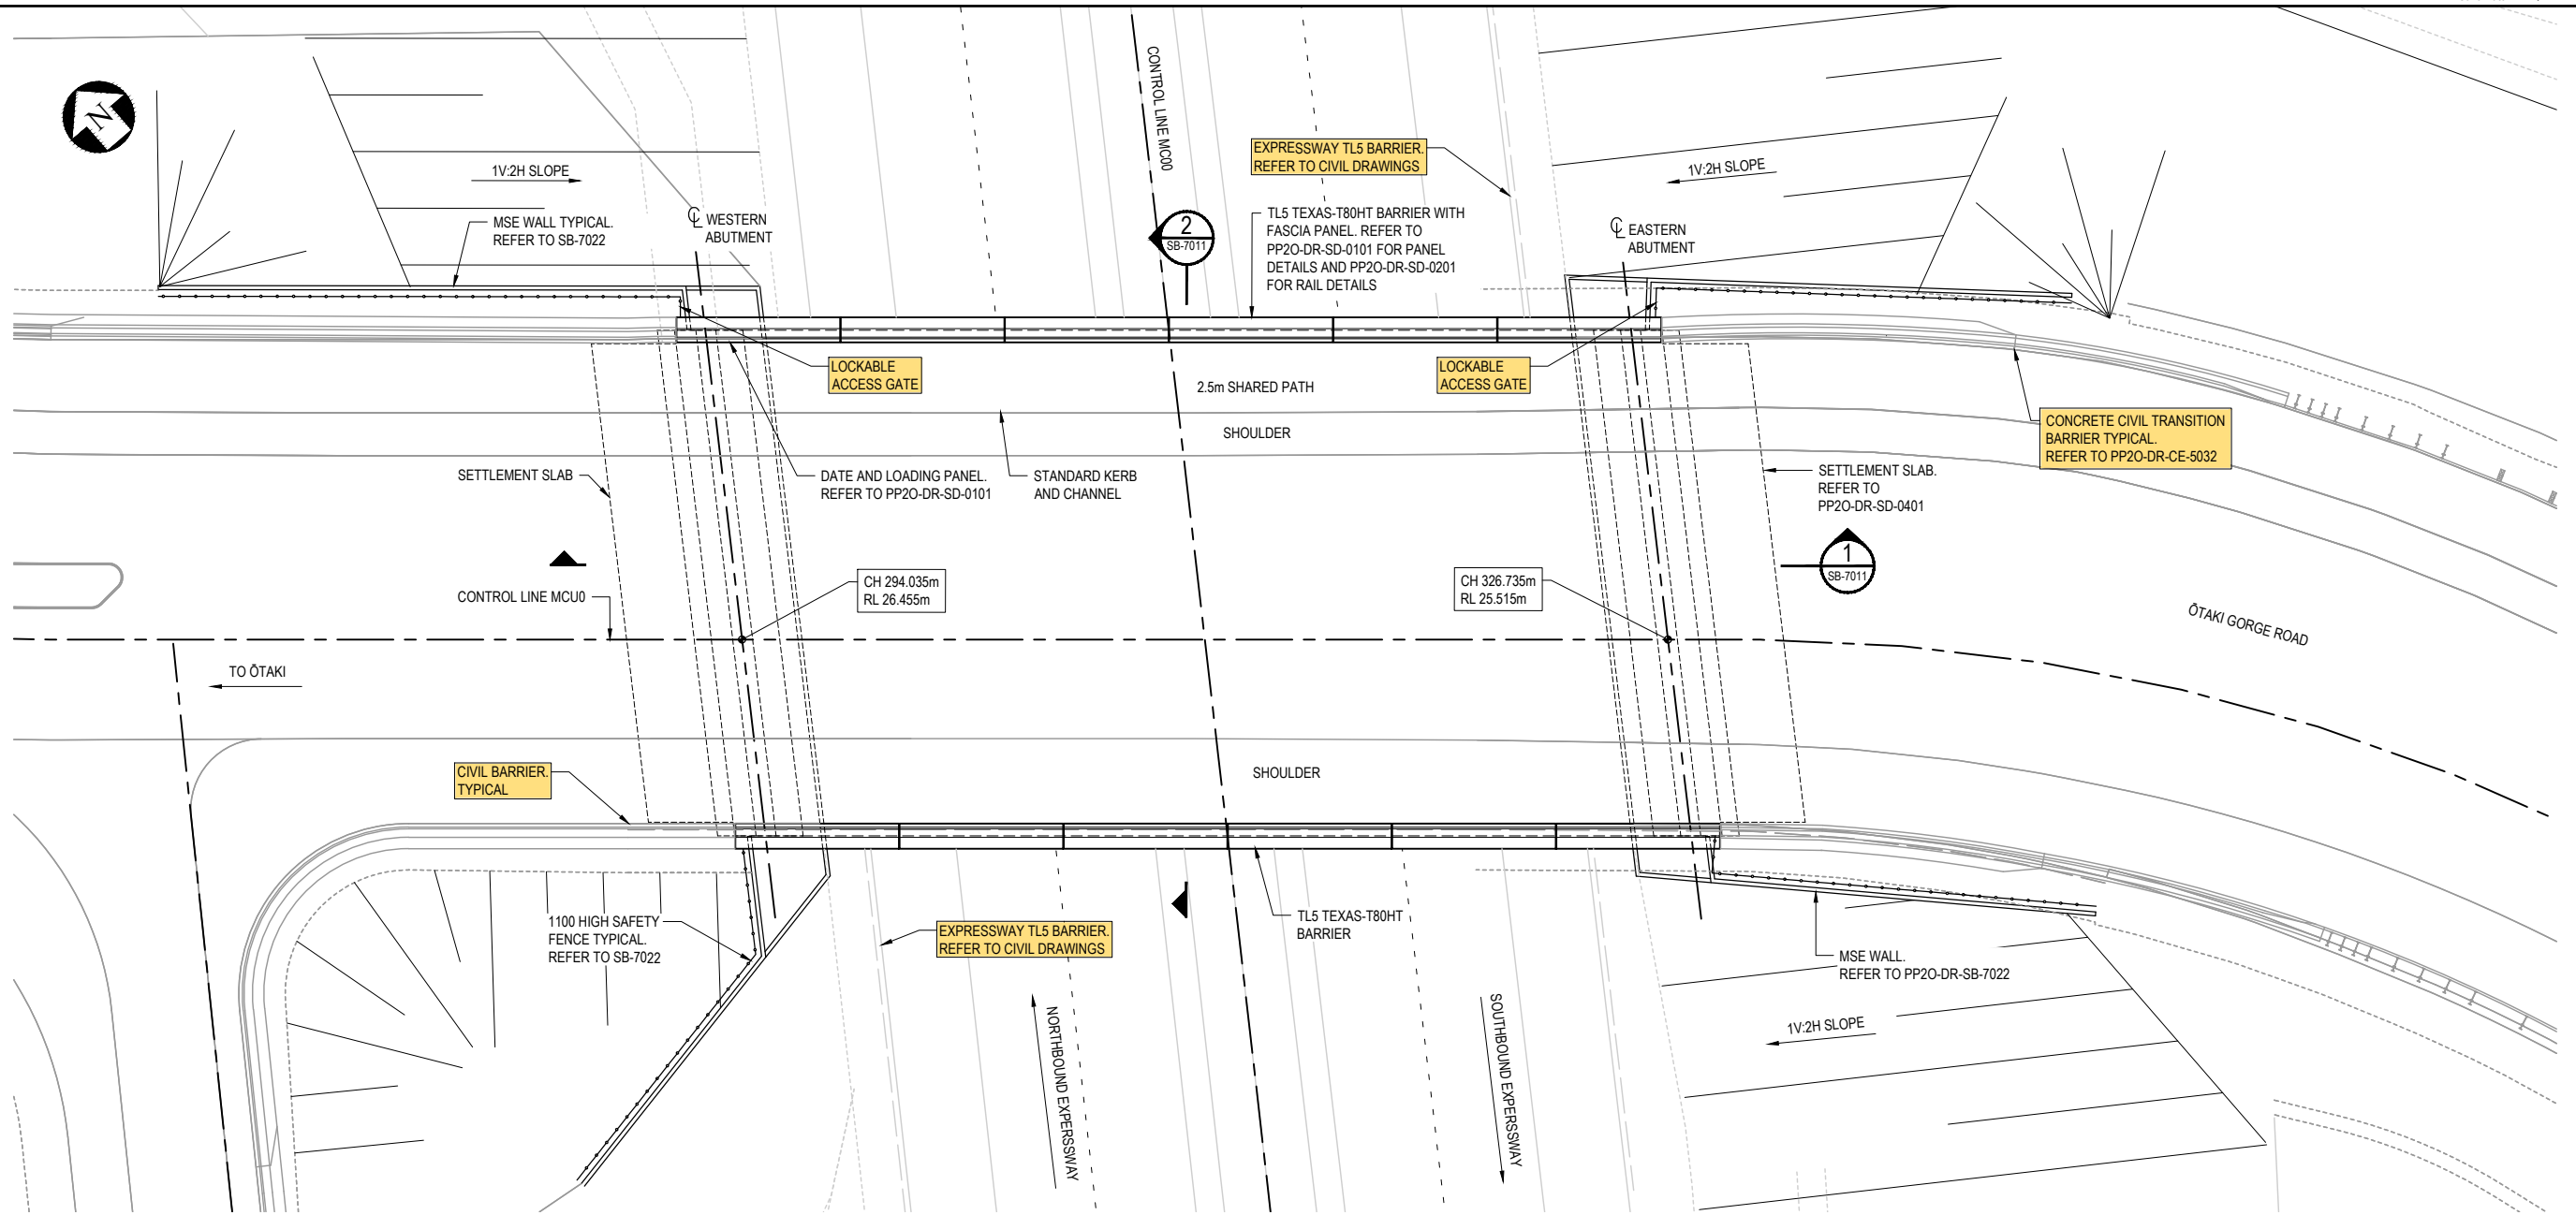 N
1V:2H SLOPE
MSE WALL TYPICAL.
REFER TO SB-7022
℄ WESTERN
ABUTMENT
CONTROL LINE MC00
2
SB-7011
EXPRESSWAY TL5 BARRIER.
REFER TO CIVIL DRAWINGS
TL5 TEXAS-T80HT BARRIER WITH
FASCIA PANEL. REFER TO
PP2O-DR-SD-0101 FOR PANEL
DETAILS AND PP2O-DR-SD-0201
FOR RAIL DETAILS
℄ EASTERN
ABUTMENT
1V:2H SLOPE
LOCKABLE
ACCESS GATE
2.5m SHARED PATH
LOCKABLE
ACCESS GATE
SHOULDER
CONCRETE CIVIL TRANSITION
BARRIER TYPICAL.
REFER TO PP2O-DR-CE-5032
SETTLEMENT SLAB
DATE AND LOADING PANEL.
REFER TO PP2O-DR-SD-0101
STANDARD KERB
AND CHANNEL
SETTLEMENT SLAB.
REFER TO
PP2O-DR-SD-0401
1
SB-7011
CONTROL LINE MCU0
CH 294.035m
RL 26.455m
CH 326.735m
RL 25.515m
ŌTAKI GORGE ROAD
TO ŌTAKI
CIVIL BARRIER.
TYPICAL
SHOULDER
1100 HIGH SAFETY
FENCE TYPICAL.
REFER TO SB-7022
EXPRESSWAY TL5 BARRIER.
REFER TO CIVIL DRAWINGS
TL5 TEXAS-T80HT
BARRIER
MSE WALL.
REFER TO PP2O-DR-SB-7022
NORTHBOUND EXPERSSWAY
SOUTHBOUND EXPERSSWAY
1V:2H SLOPE